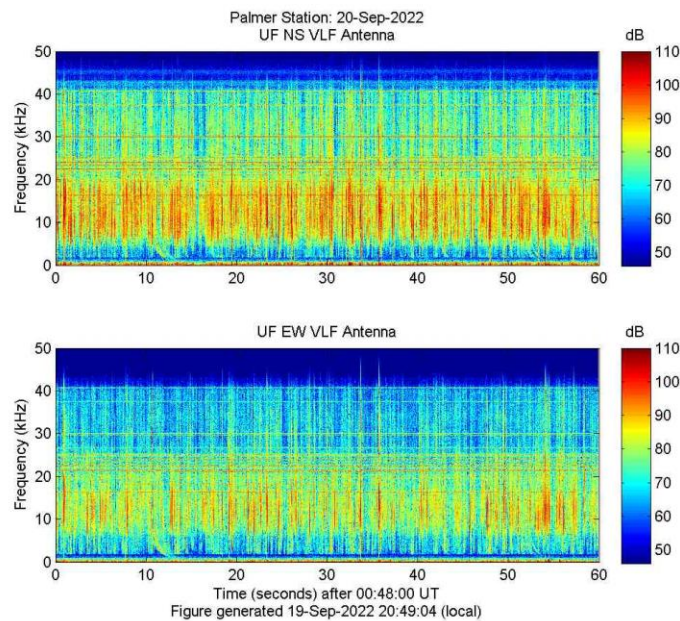 Palmer Station: 20-Sep-2022
UF NS VLF Antenna
dB
50
40
30
20
10
0
Frequency (kHz)
0 10 20 30 40 50 60
110
100
90
80
70
60
50
UF EW VLF Antenna
dB
50
40
30
20
10
0
Frequency (kHz)
0 10 20 30 40 50 60
110
100
90
80
70
60
50
Time (seconds) after 00:48:00 UT
Figure generated 19-Sep-2022 20:49:04 (local)